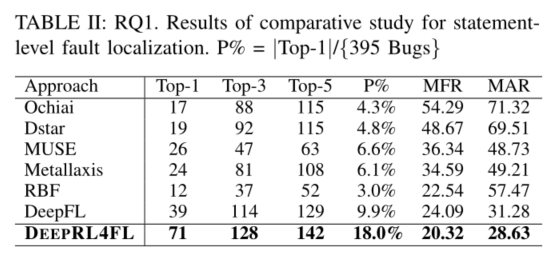 TABLE II: RQ1. Results of comparative study for statement-
level fault localization. P% = |Top-1|/{395 Bugs}
Approach Top-1 Top-3 Top-5 P% MFR MAR
Ochiai 17 88 115 4.3% 54.29 71.32
Dstar 19 92 115 4.8% 48.67 69.51
MUSE 26 47 63 6.6% 36.34 48.73
Metallaxis 24 81 108 6.1% 34.59 49.21
RBF 12 37 52 3.0% 22.54 57.47
DeepFL 39 114 129 9.9% 24.09 31.28
DEEPRL4FL 71 128 142 18.0% 20.32 28.63